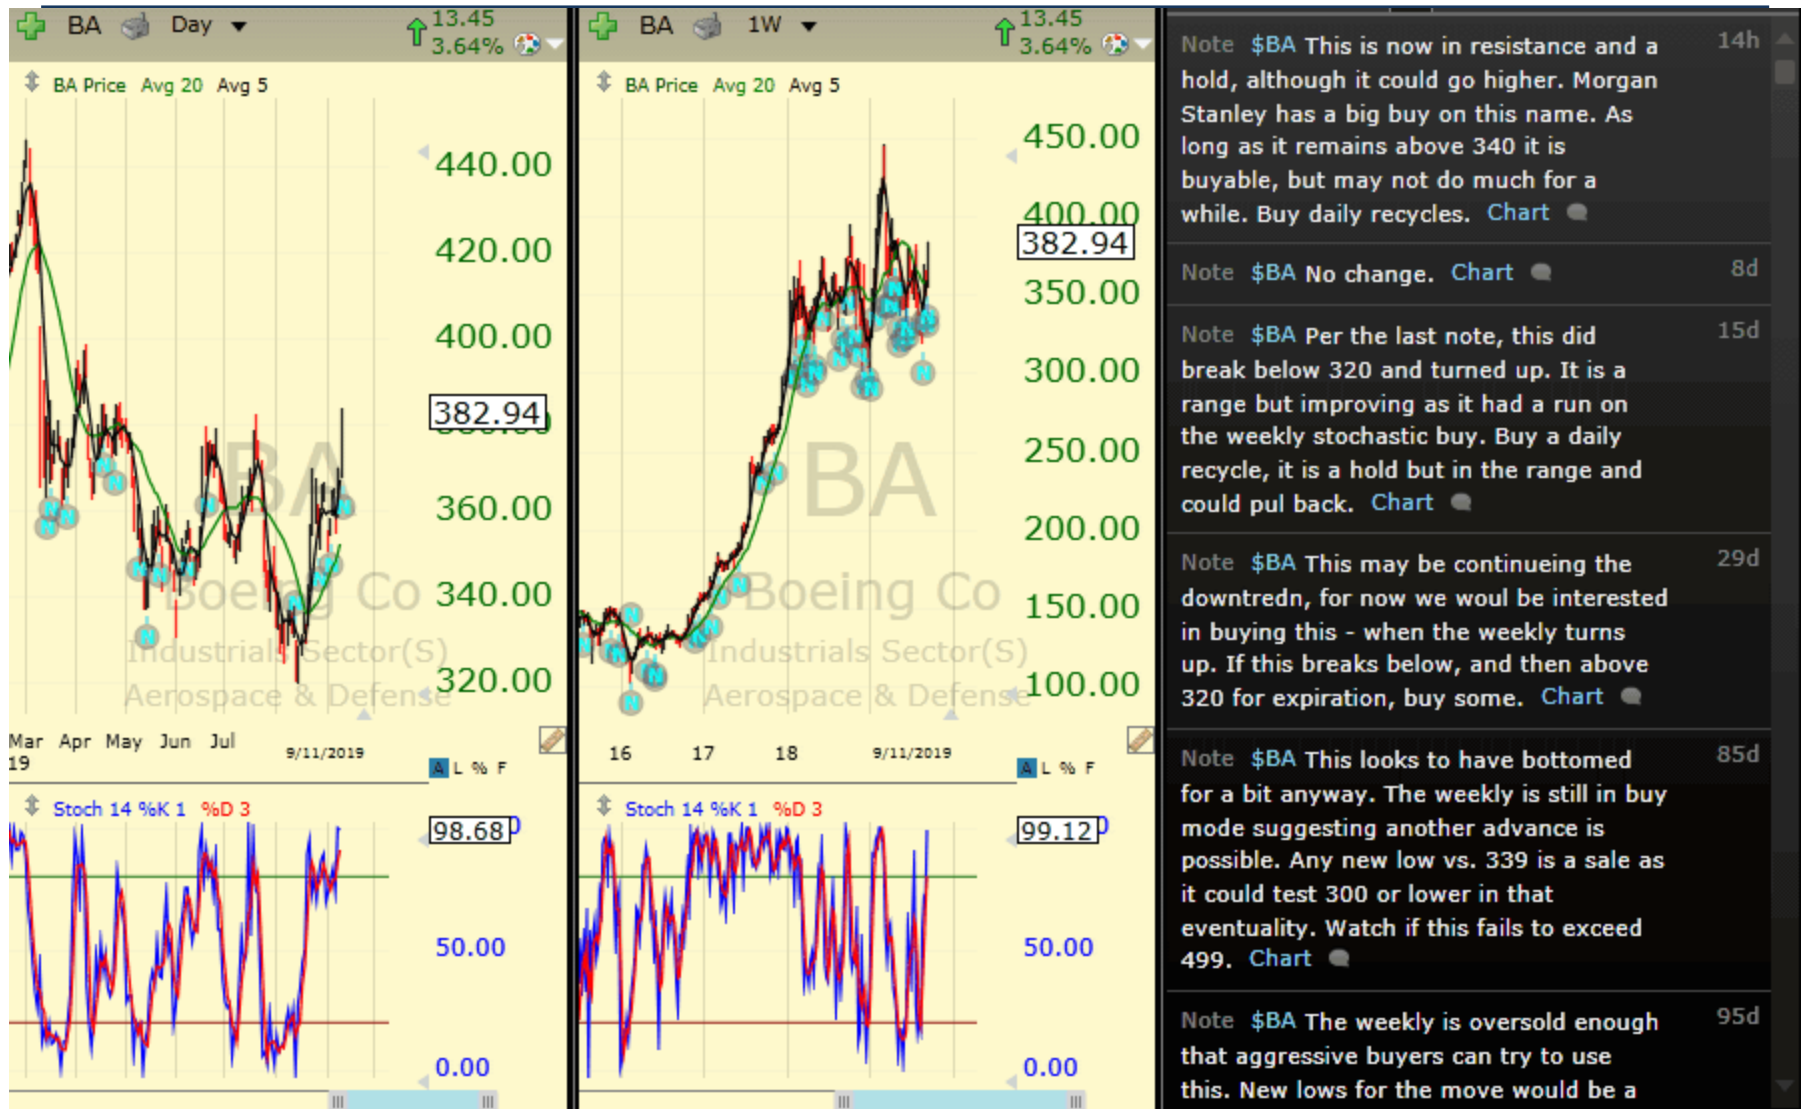 BA Day
13.45
3.64%
BA Price Avg 20 Avg 5
440.00
420.00
400.00
382.94
360.00
340.00
320.00
BA
Boeing Co
Industrials Sector(S)
Aerospace & Defense
Mar Apr May Jun Jul
19
9/11/2019
A L % F
Stoch 14 %K 1 %D 3
98.68
50.00
0.00
BA 1W
13.45
3.64%
BA Price Avg 20 Avg 5
450.00
400.00
382.94
350.00
300.00
250.00
200.00
150.00
100.00
BA
Boeing Co
Industrials Sector(S)
Aerospace & Defense
16 17 18 9/11/2019
A L % F
Stoch 14 %K 1 %D 3
99.12
50.00
0.00
Note $BA This is now in resistance and a 14h
hold, although it could go higher. Morgan
Stanley has a big buy on this name. As
long as it remains above 340 it is
buyable, but may not do much for a
while. Buy daily recycles. Chart
Note $BA No change. Chart 8d
Note $BA Per the last note, this did 15d
break below 320 and turned up. It is a
range but improving as it had a run on
the weekly stochastic buy. Buy a daily
recycle, it is a hold but in the range and
could pul back. Chart
Note $BA This may be continueing the 29d
downtredn, for now we woul be interested
in buying this - when the weekly turns
up. If this breaks below, and then above
320 for expiration, buy some. Chart
Note $BA This looks to have bottomed 85d
for a bit anyway. The weekly is still in buy
mode suggesting another advance is
possible. Any new low vs. 339 is a sale as
it could test 300 or lower in that
eventuality. Watch if this fails to exceed
499. Chart
Note $BA The weekly is oversold enough 95d
that aggressive buyers can try to use
this. New lows for the move would be a